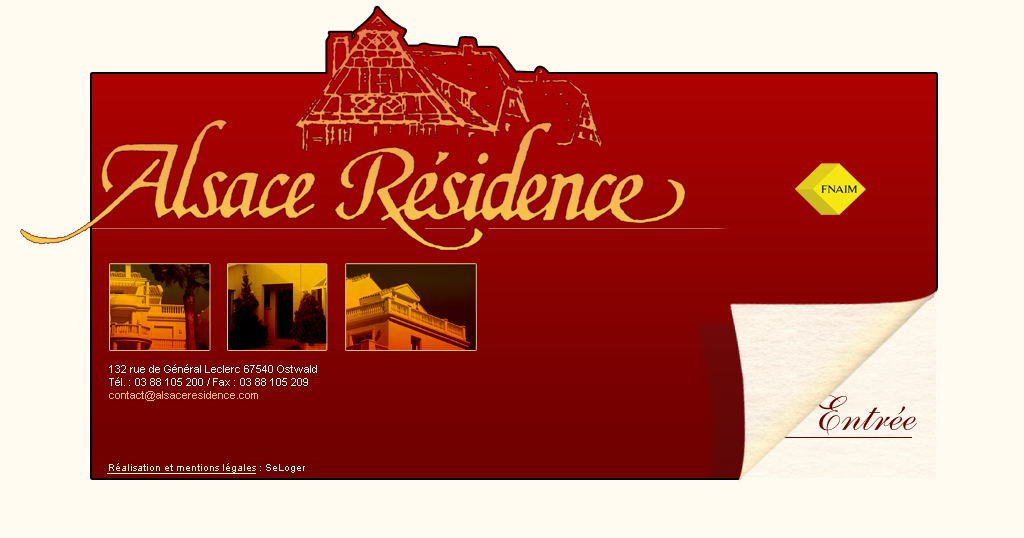 Alsace Résidence
FNAIM
132 rue de Général Leclerc 67540 Ostwald
Tél. : 03 88 105 200 / Fax : 03 88 105 209
contact@alsaceresidence.com
Entrée
Réalisation et mentions légales : SeLoger